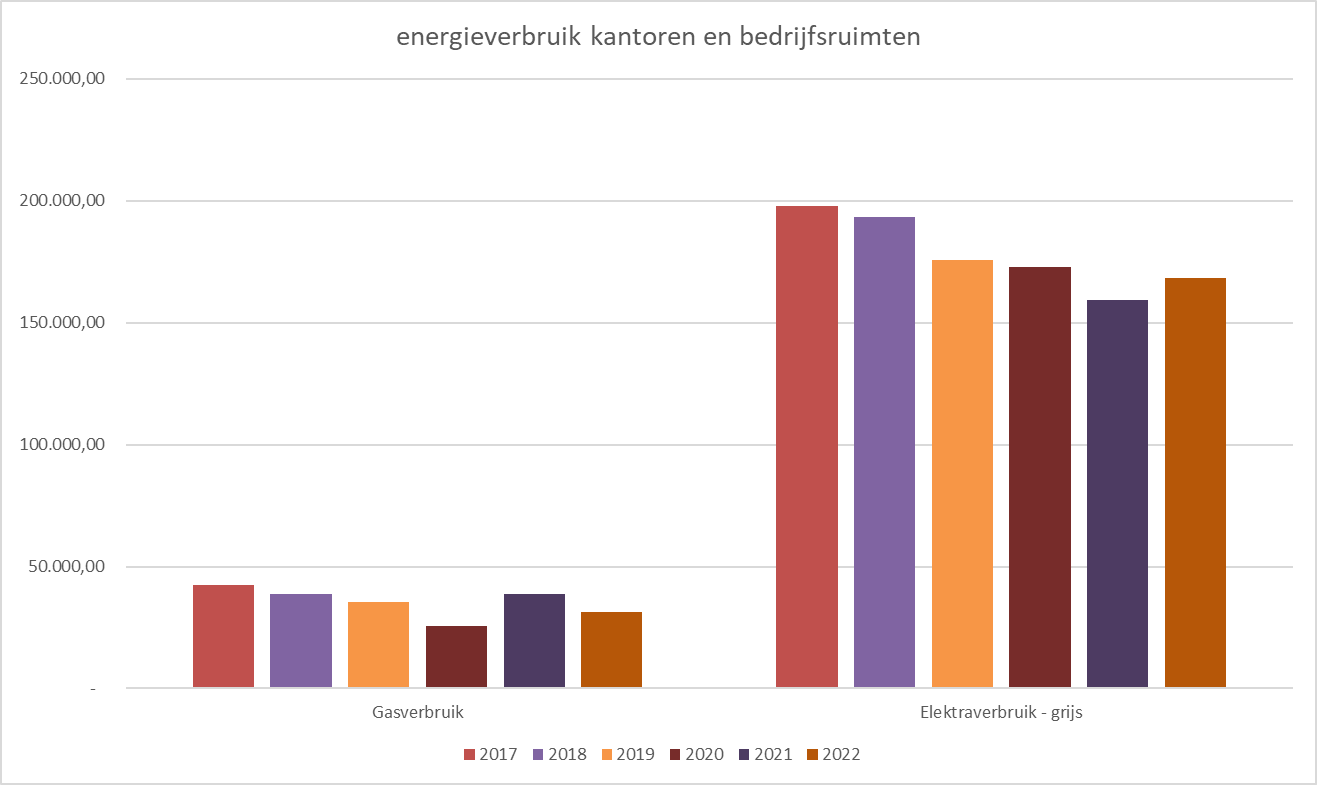 energieverbruik kantoren en bedrijfsruimten
250.000,00
200.000,00
150.000,00
100.000,00
50.000,00
-
Gasverbruik Elektraverbruik - grijs
2017 2018 2019 2020 2021 2022